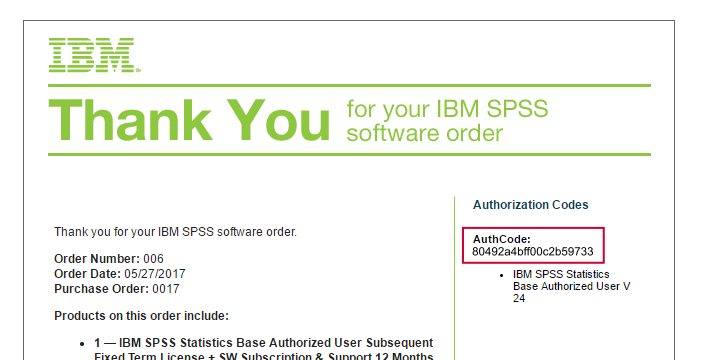 IBM
Thank You for your IBM SPSS
software order
Thank you for your IBM SPSS software order.
Order Number: 006
Order Date: 05/27/2017
Purchase Order: 0017
Products on this order include:
• 1 — IBM SPSS Statistics Base Authorized User Subsequent
Fixed Term License + SW Subscription & Support 12 Months
Authorization Codes
AuthCode:
80492a4bff00c2b59733
• IBM SPSS Statistics
Base Authorized User V
24